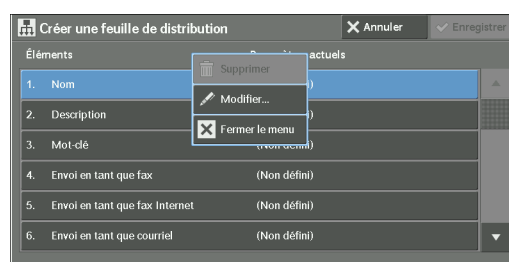 Créer une feuille de distribution
Annuler
Enregistrer
Éléments
actuels
Supprimer
1. Nom
Modifier...
2. Description
Fermer le menu
3. Mot-clé
4. Envoi en tant que fax (Non défini)
5. Envoi en tant que fax Internet (Non défini)
6. Envoi en tant que courriel (Non défini)